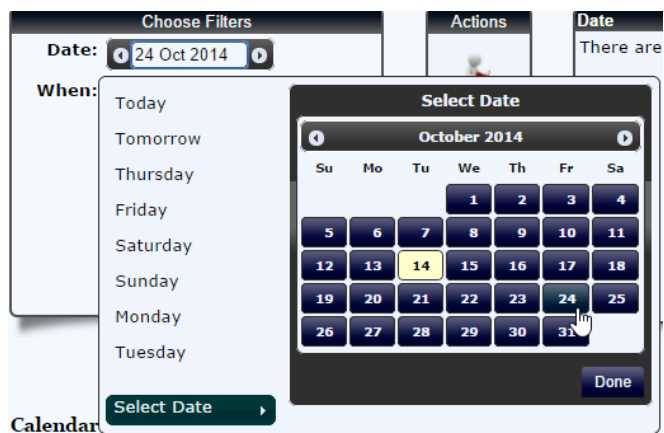 Choose Filters
Actions
Date
Date: 24 Oct 2014
There are
When:
Today
Tomorrow
Thursday
Friday
Saturday
Sunday
Monday
Tuesday
Select Date
Select Date
October 2014
Su Mo Tu We Th Fr Sa
1 2 3 4
5 6 7 8 9 10 11
12 13 14 15 16 17 18
19 20 21 22 23 24 25
26 27 28 29 30 31
Done
Calendar